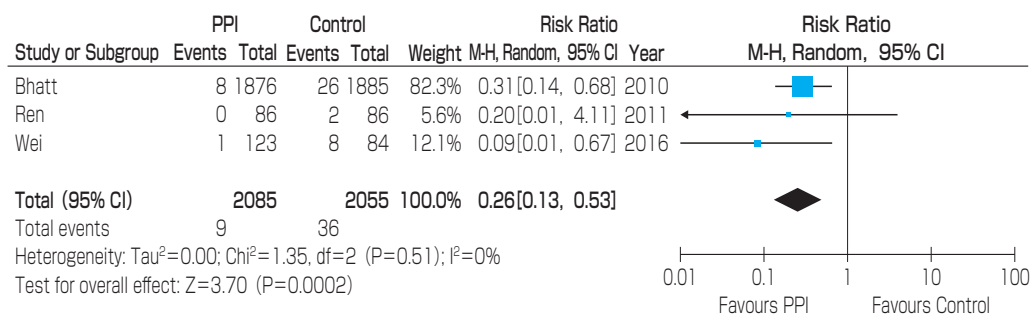 PPI Control Risk Ratio Risk Ratio
Study or Subgroup Events Total Events Total Weight M-H, Random, 95% CI Year M-H, Random, 95% CI
Bhatt 8 1876 26 1885 82.3% 0.31[0.14, 0.68] 2010
Ren 0 86 2 86 5.6% 0.20[0.01, 4.11] 2011
Wei 1 123 8 84 12.1% 0.09[0.01, 0.67] 2016
Total (95% CI) 2085 2055 100.0% 0.26[0.13, 0.53]
Total events 9 36
Heterogeneity: Tau²=0.00; Chi²=1.35, df=2 (P=0.51); I²=0%
Test for overall effect: Z=3.70 (P=0.0002)
0.01 0.1 1 10 100
Favours PPI Favours Control